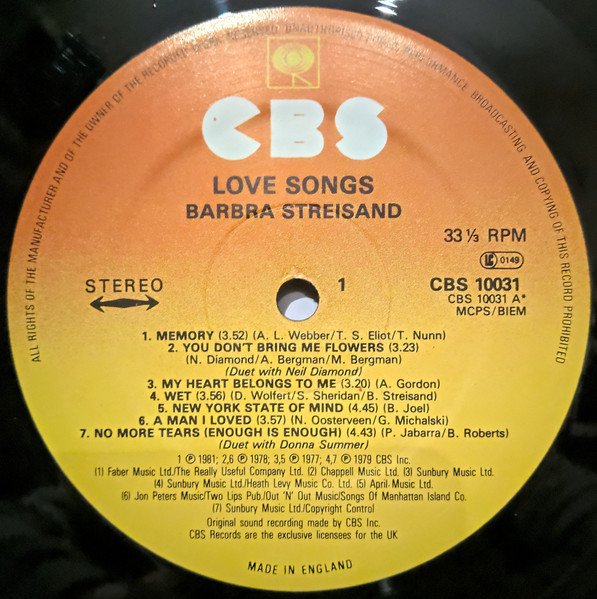 ALL RIGHTS OF THE MANUFACTURER AND OF THE OWNER OF THE RECORDED WORK RESERVED. UNAUTHORISED PUBLIC PERFORMANCE, BROADCASTING AND COPYING OF THIS RECORD PROHIBITED
CBS
LOVE SONGS
BARBRA STREISAND
33⅓ RPM
LC 0149
STEREO
1
CBS 10031
CBS 10031 A*
MCPS/BIEM
1. MEMORY (3.52) (A. L. Webber/T. S. Eliot/T. Nunn)
2. YOU DON'T BRING ME FLOWERS (3.23)
(N. Diamond/A. Bergman/M. Bergman)
(Duet with Neil Diamond)
3. MY HEART BELONGS TO ME (3.20) (A. Gordon)
4. WET (3.56) (D. Wolfert/S. Sheridan/B. Streisand)
5. NEW YORK STATE OF MIND (4.45) (B. Joel)
6. A MAN I LOVED (3.57) (N. Oosterveen/G. Michalski)
7. NO MORE TEARS (ENOUGH IS ENOUGH) (4.43) (P. Jabarra/B. Roberts)
(Duet with Donna Summer)
1 ℗ 1981; 2,6 ℗ 1978; 3,5 ℗ 1977; 4,7 ℗ 1979 CBS Inc.
(1) Faber Music Ltd./The Really Useful Company Ltd. (2) Chappell Music Ltd. (3) Sunbury Music Ltd.
(4) Sunbury Music Ltd./Heath Levy Music Co. Ltd. (5) April Music Ltd.
(6) Jon Peters Music/Two Lips Pub./Out 'N' Out Music/Songs Of Manhattan Island Co.
(7) Sunbury Music Ltd./Copyright Control
Original sound recording made by CBS Inc.
CBS Records are the exclusive licensees for the UK
MADE IN ENGLAND